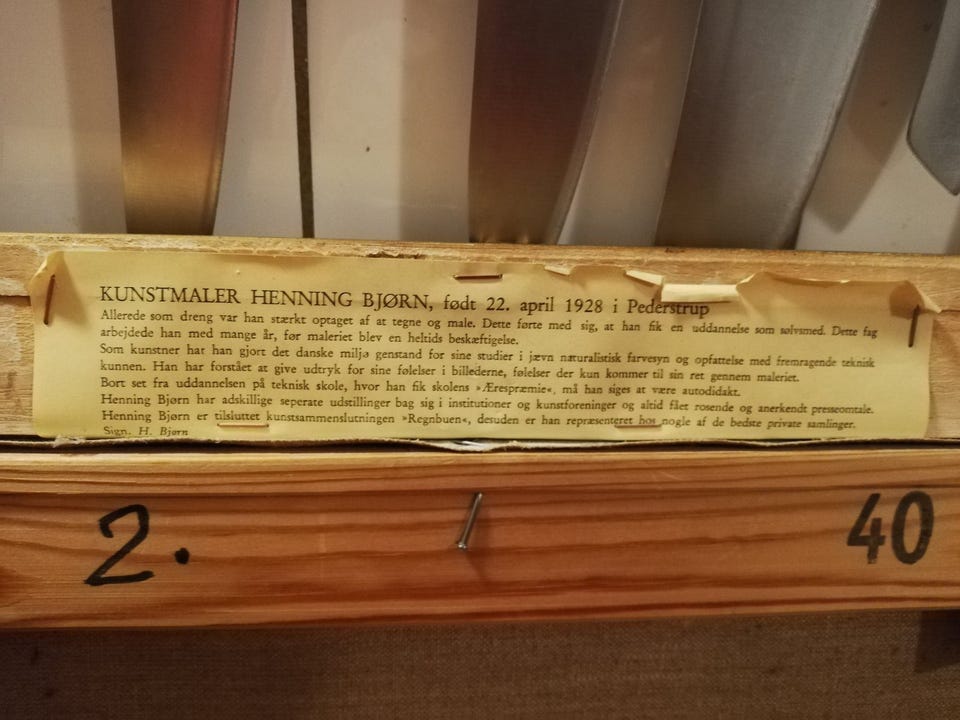 KUNSTMALER HENNING BJØRN, født 22. april 1928 i Pederstrup
Allerede som dreng var han stærkt optaget af at tegne og male. Dette førte med sig, at han fik en uddannelse som sølvsmed. Dette fag
arbejdede han med mange år, før maleriet blev en heltids beskæftigelse.
Som kunstner har han gjort det danske miljø genstand for sine studier i jævn naturalistisk farvesyn og opfattelse med fremragende teknisk
kunnen. Han har forstået at give udtryk for sine følelser i billederne, følelser der kun kommer til sin ret gennem maleriet.
Bort set fra uddannelsen på teknisk skole, hvor han fik skolens »Ærespræmie«, må han siges at være autodidakt.
Henning Bjørn har adskillige seperate udstillinger bag sig i institutioner og kunstforeninger og altid fået rosende og anerkendt presseomtale.
Henning Bjørn er tilsluttet kunstsammenslutningen »Regnbuen«, desuden er han repræsenteret hos nogle af de bedste private samlinger.
Sign. H. Bjørn
2. 40